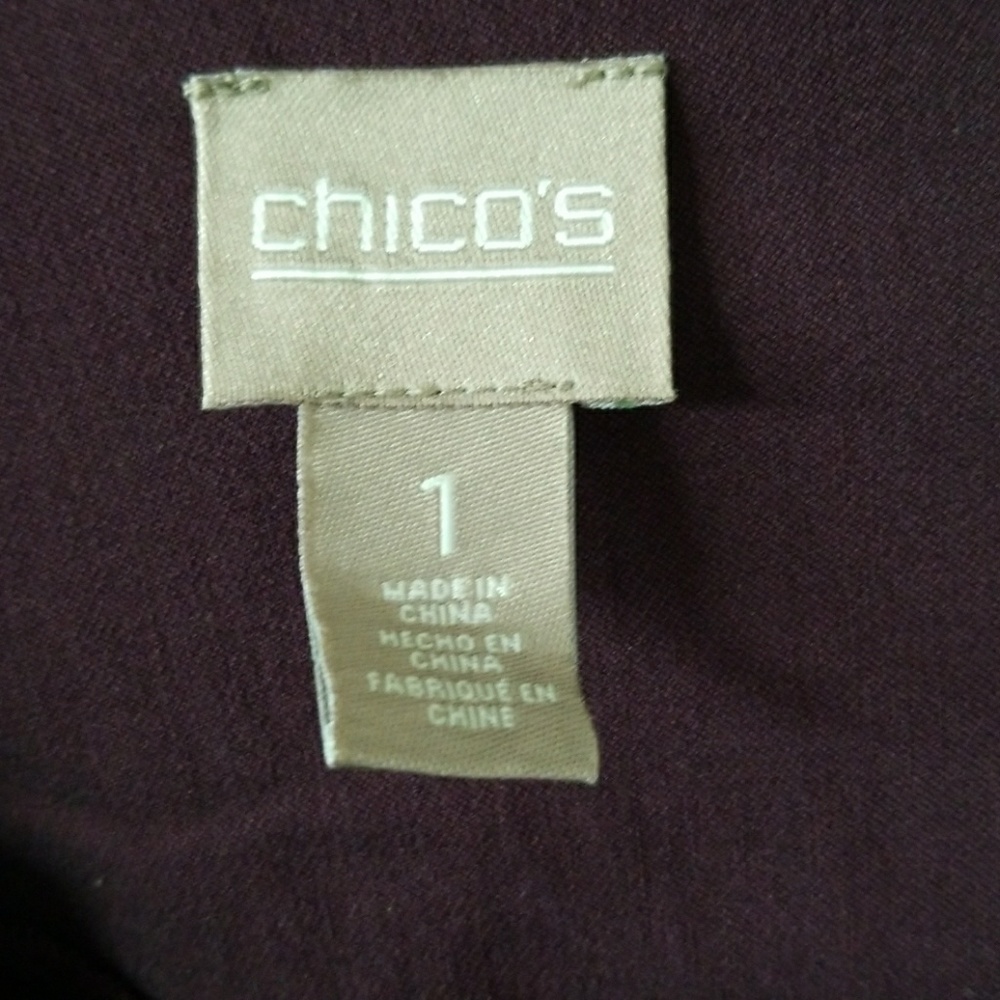 chico's
1
MADE IN
CHINA
HECHO EN
CHINA
FABRIQUÉ EN
CHINE